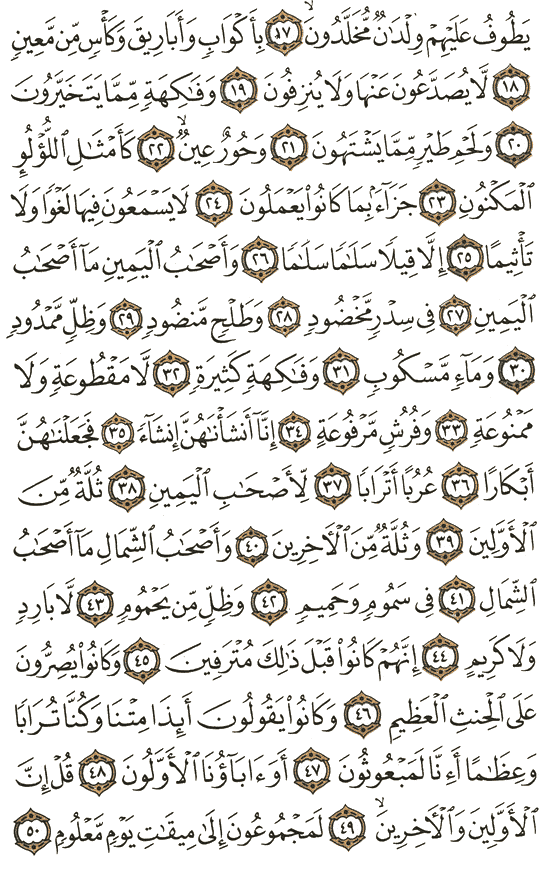 يَطُوفُ عَلَيْهِمْ وِلْدَٰنٌ مُّخَلَّدُونَ ۙ ١٧ بِأَكْوَابٍ وَأَبَارِيقَ وَكَأْسٍ مِّن مَّعِينٍ
١٨ لَّا يُصَدَّعُونَ عَنْهَا وَلَا يُنزِفُونَ ١٩ وَفَٰكِهَةٍ مِّمَّا يَتَخَيَّرُونَ
٢٠ وَلَحْمِ طَيْرٍ مِّمَّا يَشْتَهُونَ ٢١ وَحُورٌ عِينٌ ۙ ٢٢ كَأَمْثَٰلِ ٱللُّؤْلُوِٕ
ٱلْمَكْنُونِ ٢٣ جَزَآءًۢ بِمَا كَانُوا۟ يَعْمَلُونَ ٢٤ لَا يَسْمَعُونَ فِيهَا لَغْوًا وَلَا
تَأْثِيمًا ٢٥ إِلَّا قِيلًا سَلَٰمًا سَلَٰمًا ٢٦ وَأَصْحَٰبُ ٱلْيَمِينِ مَآ أَصْحَٰبُ
ٱلْيَمِينِ ٢٧ فِى سِدْرٍ مَّخْضُودٍ ٢٨ وَطَلْحٍ مَّنضُودٍ ٢٩ وَظِلٍّ مَّمْدُودٍ
٣٠ وَمَآءٍ مَّسْكُوبٍ ٣١ وَفَٰكِهَةٍ كَثِيرَةٍ ٣٢ لَّا مَقْطُوعَةٍ وَلَا
مَمْنُوعَةٍ ٣٣ وَفُرُشٍ مَّرْفُوعَةٍ ٣٤ إِنَّآ أَنشَأْنَٰهُنَّ إِنشَآءً ٣٥ فَجَعَلْنَٰهُنَّ
أَبْكَارًا ٣٦ عُرُبًا أَتْرَابًا ٣٧ لِّأَصْحَٰبِ ٱلْيَمِينِ ٣٨ ثُلَّةٌ مِّنَ
ٱلْأَوَّلِينَ ٣٩ وَثُلَّةٌ مِّنَ ٱلْءَاخِرِينَ ٤٠ وَأَصْحَٰبُ ٱلشِّمَالِ مَآ أَصْحَٰبُ
ٱلشِّمَالِ ٤١ فِى سَمُومٍ وَحَمِيمٍ ٤٢ وَظِلٍّ مِّن يَحْمُومٍ ٤٣ لَّا بَارِدٍ
وَلَا كَرِيمٍ ٤٤ إِنَّهُمْ كَانُوا۟ قَبْلَ ذَٰلِكَ مُتْرَفِينَ ٤٥ وَكَانُوا۟ يُصِرُّونَ
عَلَى ٱلْحِنثِ ٱلْعَظِيمِ ٤٦ وَكَانُوا۟ يَقُولُونَ أَئِذَا مِتْنَا وَكُنَّا تُرَابًا
وَعِظَٰمًا أَءِنَّا لَمَبْعُوثُونَ ٤٧ أَوَءَابَآؤُنَا ٱلْأَوَّلُونَ ٤٨ قُلْ إِنَّ
ٱلْأَوَّلِينَ وَٱلْءَاخِرِينَ ۙ ٤٩ لَمَجْمُوعُونَ إِلَىٰ مِيقَٰتِ يَوْمٍ مَّعْلُومٍ ٥٠